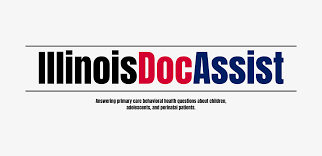 IllinoisDocAssist
Answering primary care behavioral health questions about children,
adolescents, and perinatal patients.